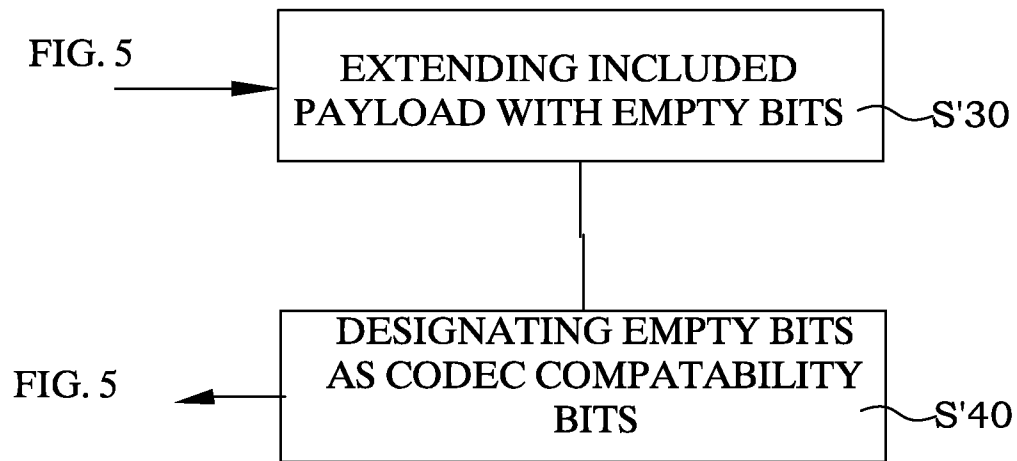 FIG. 5
EXTENDING INCLUDED
PAYLOAD WITH EMPTY BITS
S'30
DESIGNATING EMPTY BITS
AS CODEC COMPATABILITY
BITS
FIG. 5
S'40